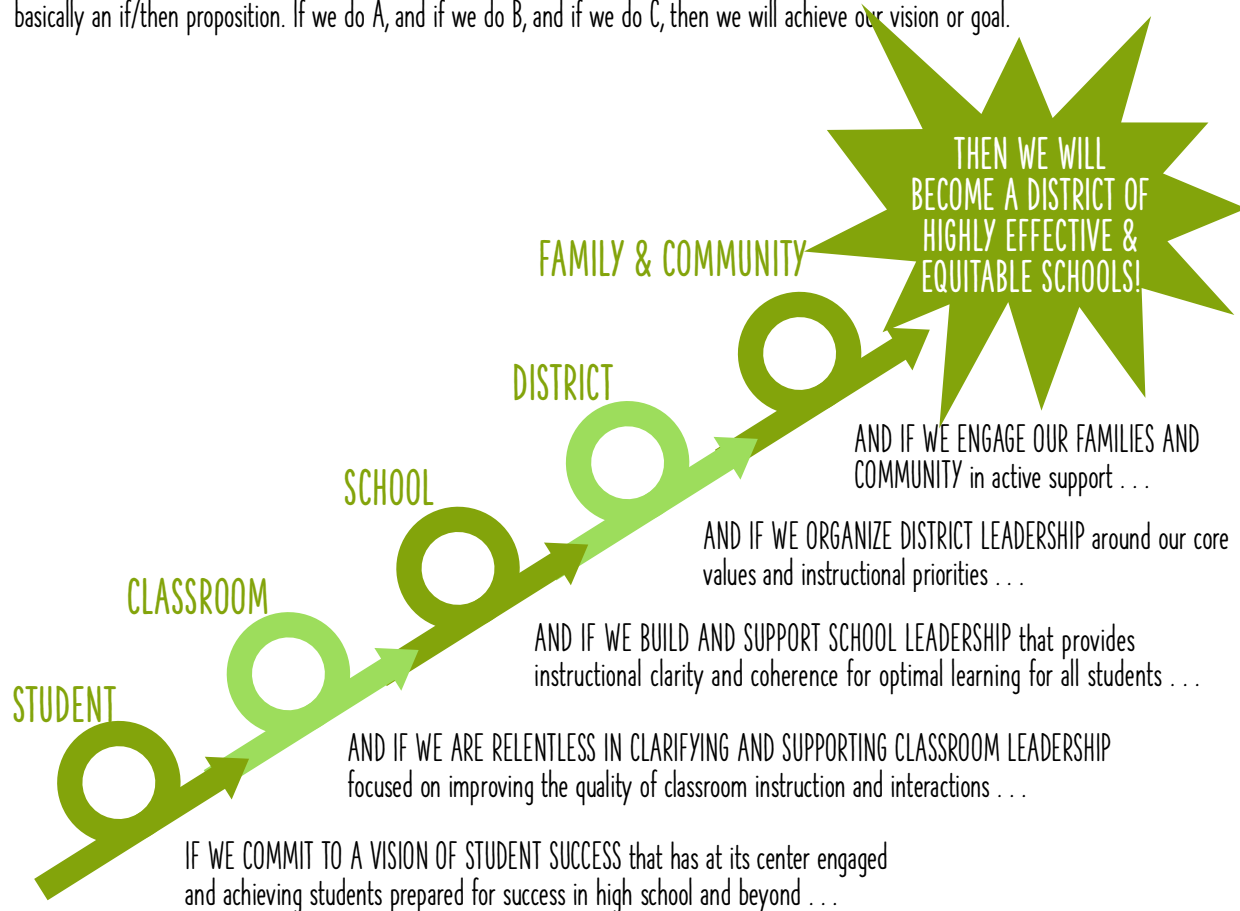 basically an if/then proposition. If we do A, and if we do B, and if we do C, then we will achieve our vision or goal.
THEN WE WILL
BECOME A DISTRICT OF
HIGHLY EFFECTIVE &
EQUITABLE SCHOOLS!
FAMILY & COMMUNITY
AND IF WE ENGAGE OUR FAMILIES AND
COMMUNITY in active support . . .
DISTRICT
AND IF WE ORGANIZE DISTRICT LEADERSHIP around our core
values and instructional priorities . . .
SCHOOL
AND IF WE BUILD AND SUPPORT SCHOOL LEADERSHIP that provides
instructional clarity and coherence for optimal learning for all students . . .
CLASSROOM
AND IF WE ARE RELENTLESS IN CLARIFYING AND SUPPORTING CLASSROOM LEADERSHIP
focused on improving the quality of classroom instruction and interactions . . .
STUDENT
IF WE COMMIT TO A VISION OF STUDENT SUCCESS that has at its center engaged
and achieving students prepared for success in high school and beyond . . .